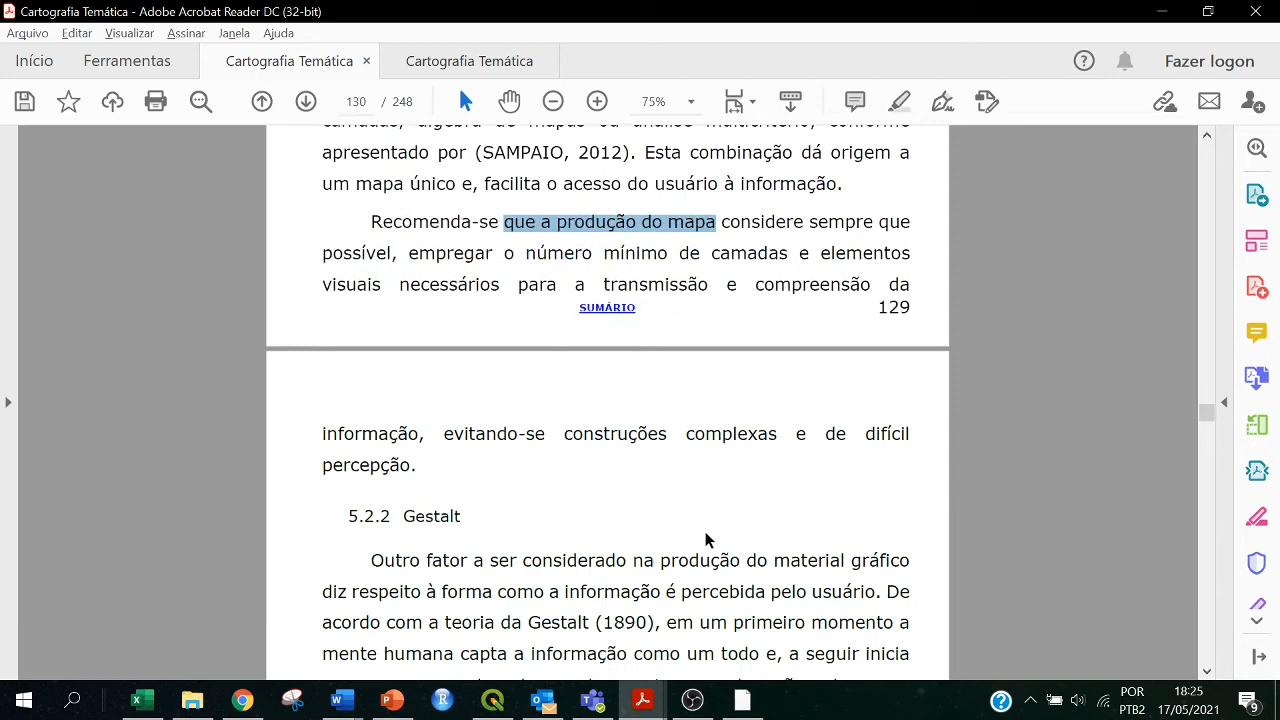 Cartografia Temática - Adobe Acrobat Reader DC (32-bit)
Arquivo Editar Visualizar Assinar Janela Ajuda
Início Ferramentas Cartografia Temática × Cartografia Temática Fazer logon
130 / 248 75%
camadas, álgebra de mapas ou análise multicritério, conforme
apresentado por (SAMPAIO, 2012). Esta combinação dá origem a
um mapa único e, facilita o acesso do usuário à informação.
Recomenda-se que a produção do mapa considere sempre que
possível, empregar o número mínimo de camadas e elementos
visuais necessários para a transmissão e compreensão da
SUMÁRIO 129
informação, evitando-se construções complexas e de difícil
percepção.
5.2.2 Gestalt
Outro fator a ser considerado na produção do material gráfico
diz respeito à forma como a informação é percebida pelo usuário. De
acordo com a teoria da Gestalt (1890), em um primeiro momento a
mente humana capta a informação como um todo e, a seguir inicia
POR 18:25
PTB2 17/05/2021 9